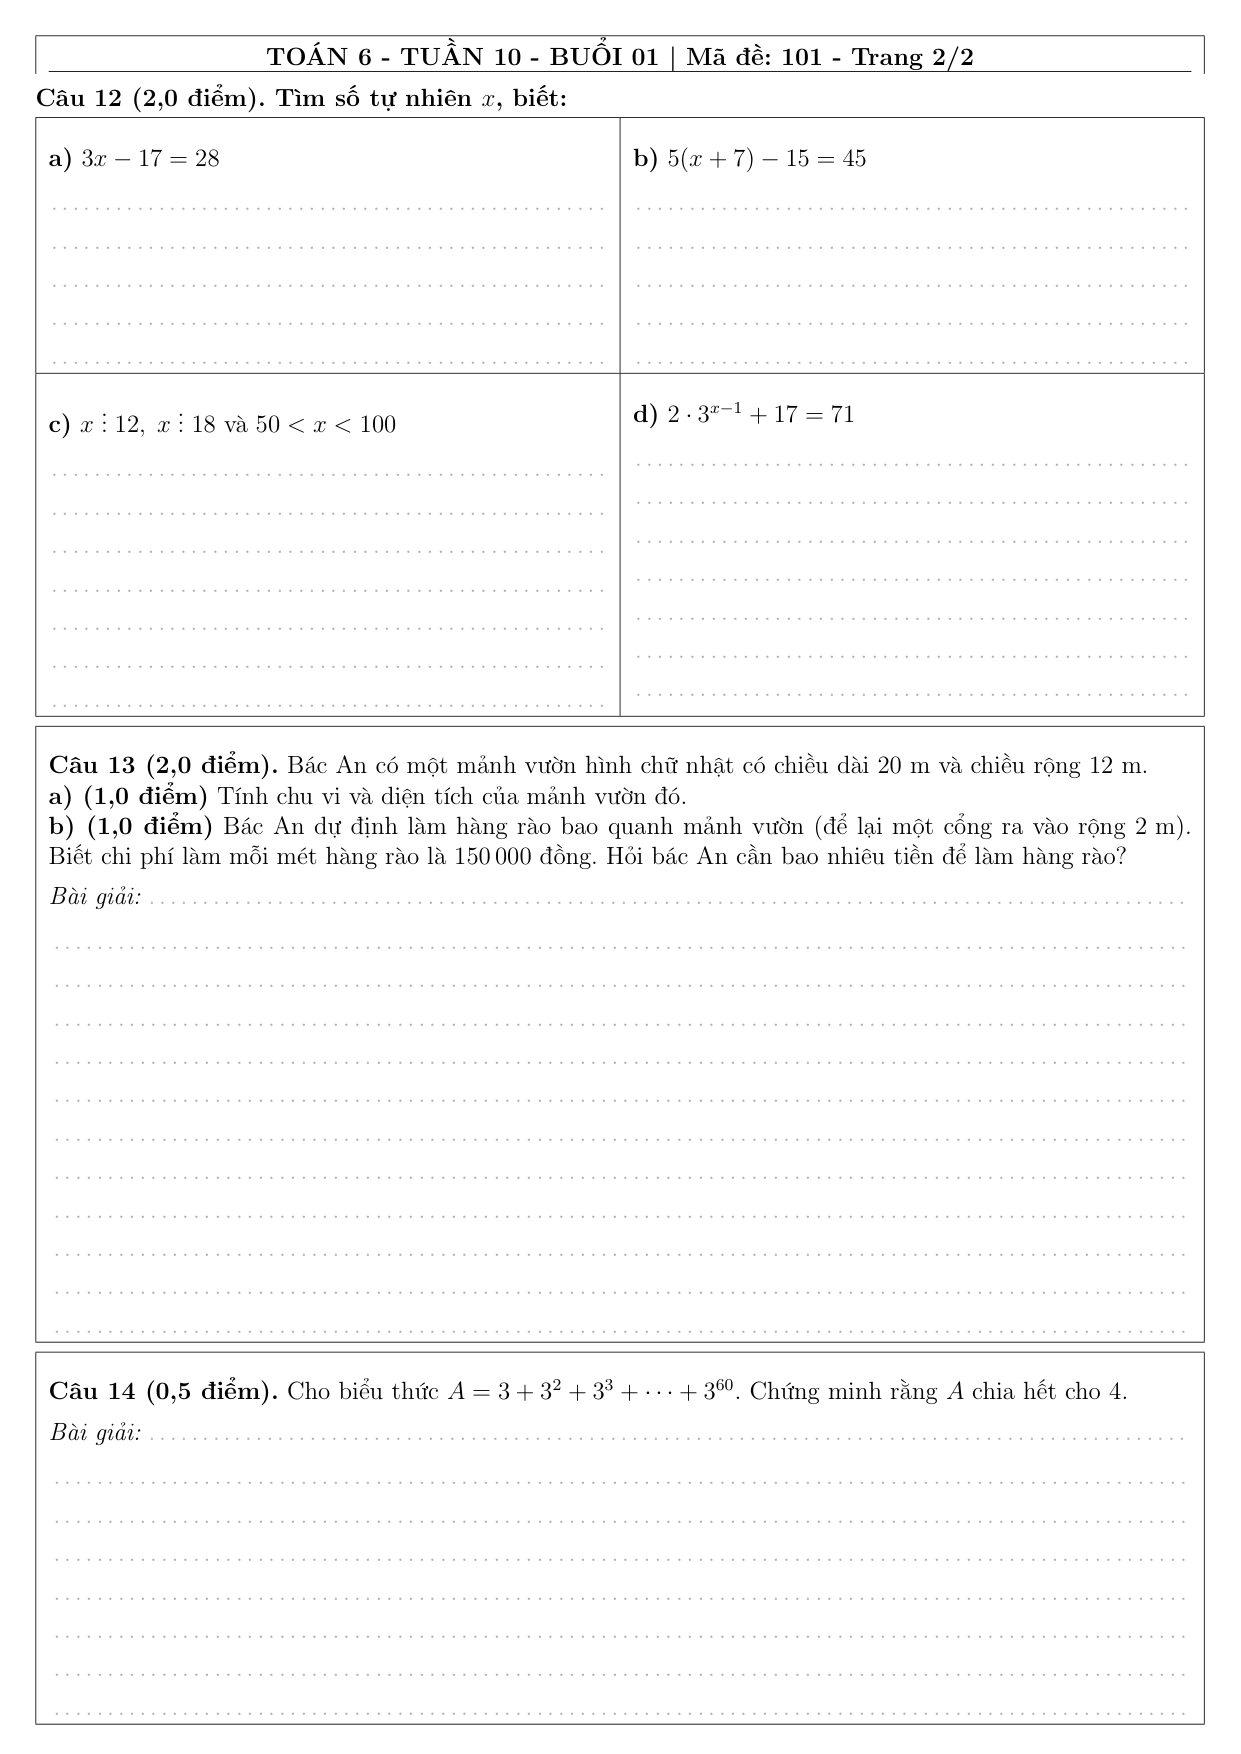 TOÁN 6 - TUẦN 10 - BUỔI 01 | Mã đề: 101 - Trang 2/2
Câu 12 (2,0 điểm). Tìm số tự nhiên x, biết:
a) 3x − 17 = 28
b) 5(x + 7) − 15 = 45
c) x ⋮ 12, x ⋮ 18 và 50 < x < 100
d) 2 · 3^{x−1} + 17 = 71
Câu 13 (2,0 điểm). Bác An có một mảnh vườn hình chữ nhật có chiều dài 20 m và chiều rộng 12 m.
a) (1,0 điểm) Tính chu vi và diện tích của mảnh vườn đó.
b) (1,0 điểm) Bác An dự định làm hàng rào bao quanh mảnh vườn (để lại một cổng ra vào rộng 2 m).
Biết chi phí làm mỗi mét hàng rào là 150 000 đồng. Hỏi bác An cần bao nhiêu tiền để làm hàng rào?
Bài giải:
Câu 14 (0,5 điểm). Cho biểu thức A = 3 + 3² + 3³ + · · · + 3⁶⁰. Chứng minh rằng A chia hết cho 4.
Bài giải: